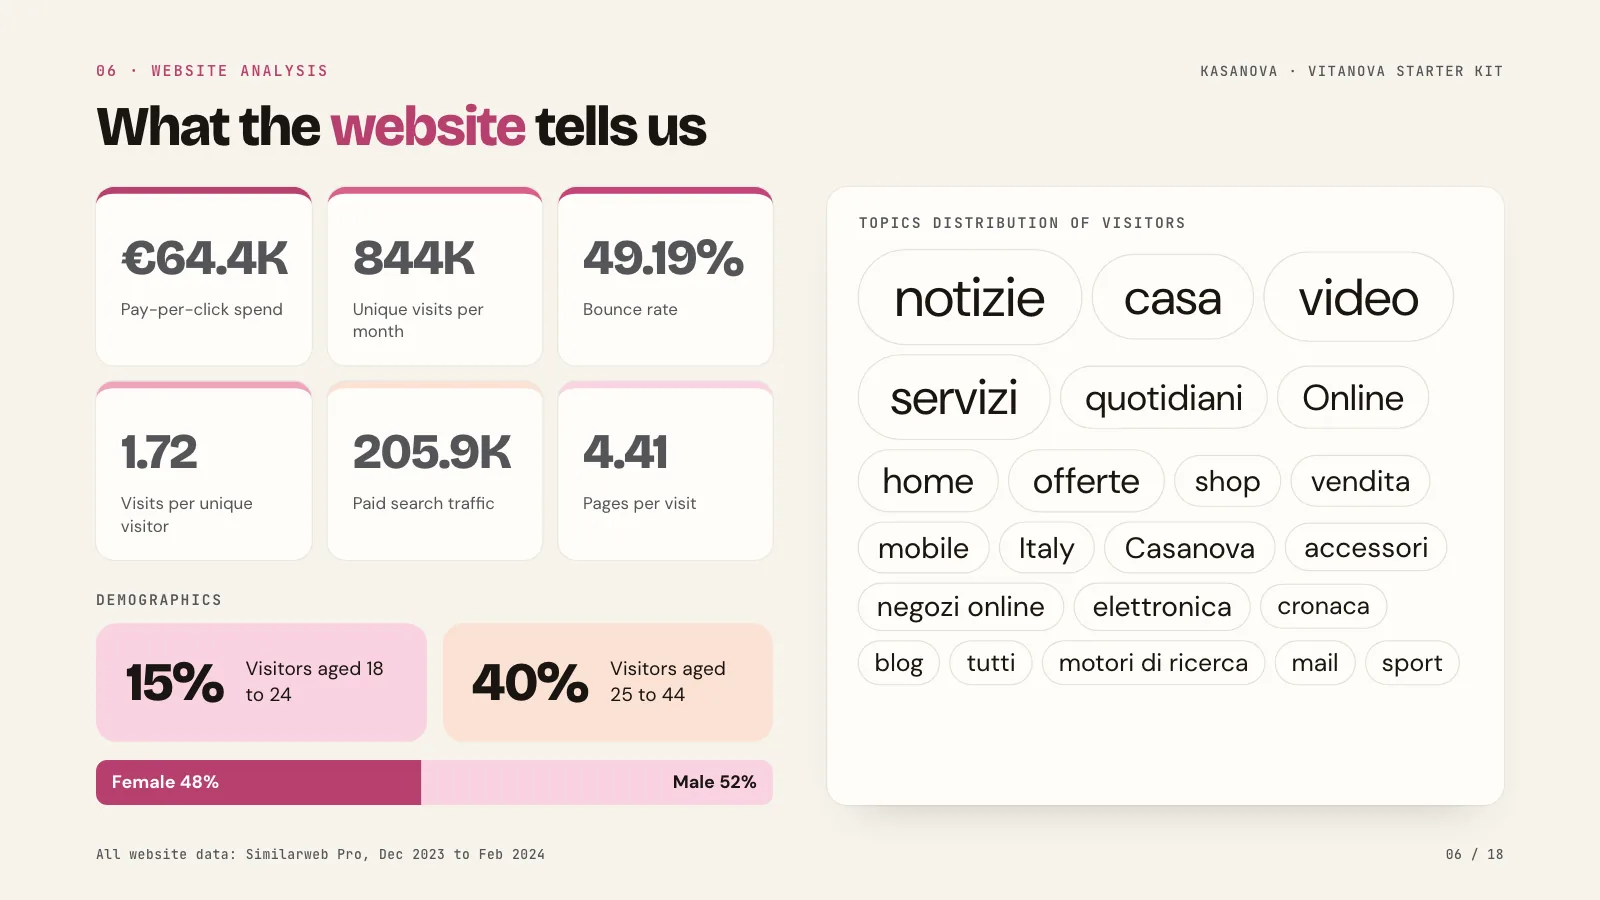 06 · WEBSITE ANALYSIS
KASANOVA · VITANOVA STARTER KIT
What the website tells us
€64.4K
Pay-per-click spend
844K
Unique visits per
month
49.19%
Bounce rate
1.72
Visits per unique
visitor
205.9K
Paid search traffic
4.41
Pages per visit
DEMOGRAPHICS
15%
Visitors aged 18
to 24
40%
Visitors aged
25 to 44
Female 48%
Male 52%
TOPICS DISTRIBUTION OF VISITORS
notizie casa video
servizi quotidiani Online
home offerte shop vendita
mobile Italy Casanova accessori
negozi online elettronica cronaca
blog tutti motori di ricerca mail sport
All website data: Similarweb Pro, Dec 2023 to Feb 2024
06 / 18